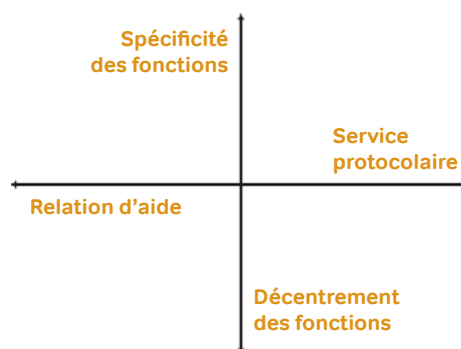 Spécificité
des fonctions
Service
protocolaire
Relation d’aide
Décentrement
des fonctions